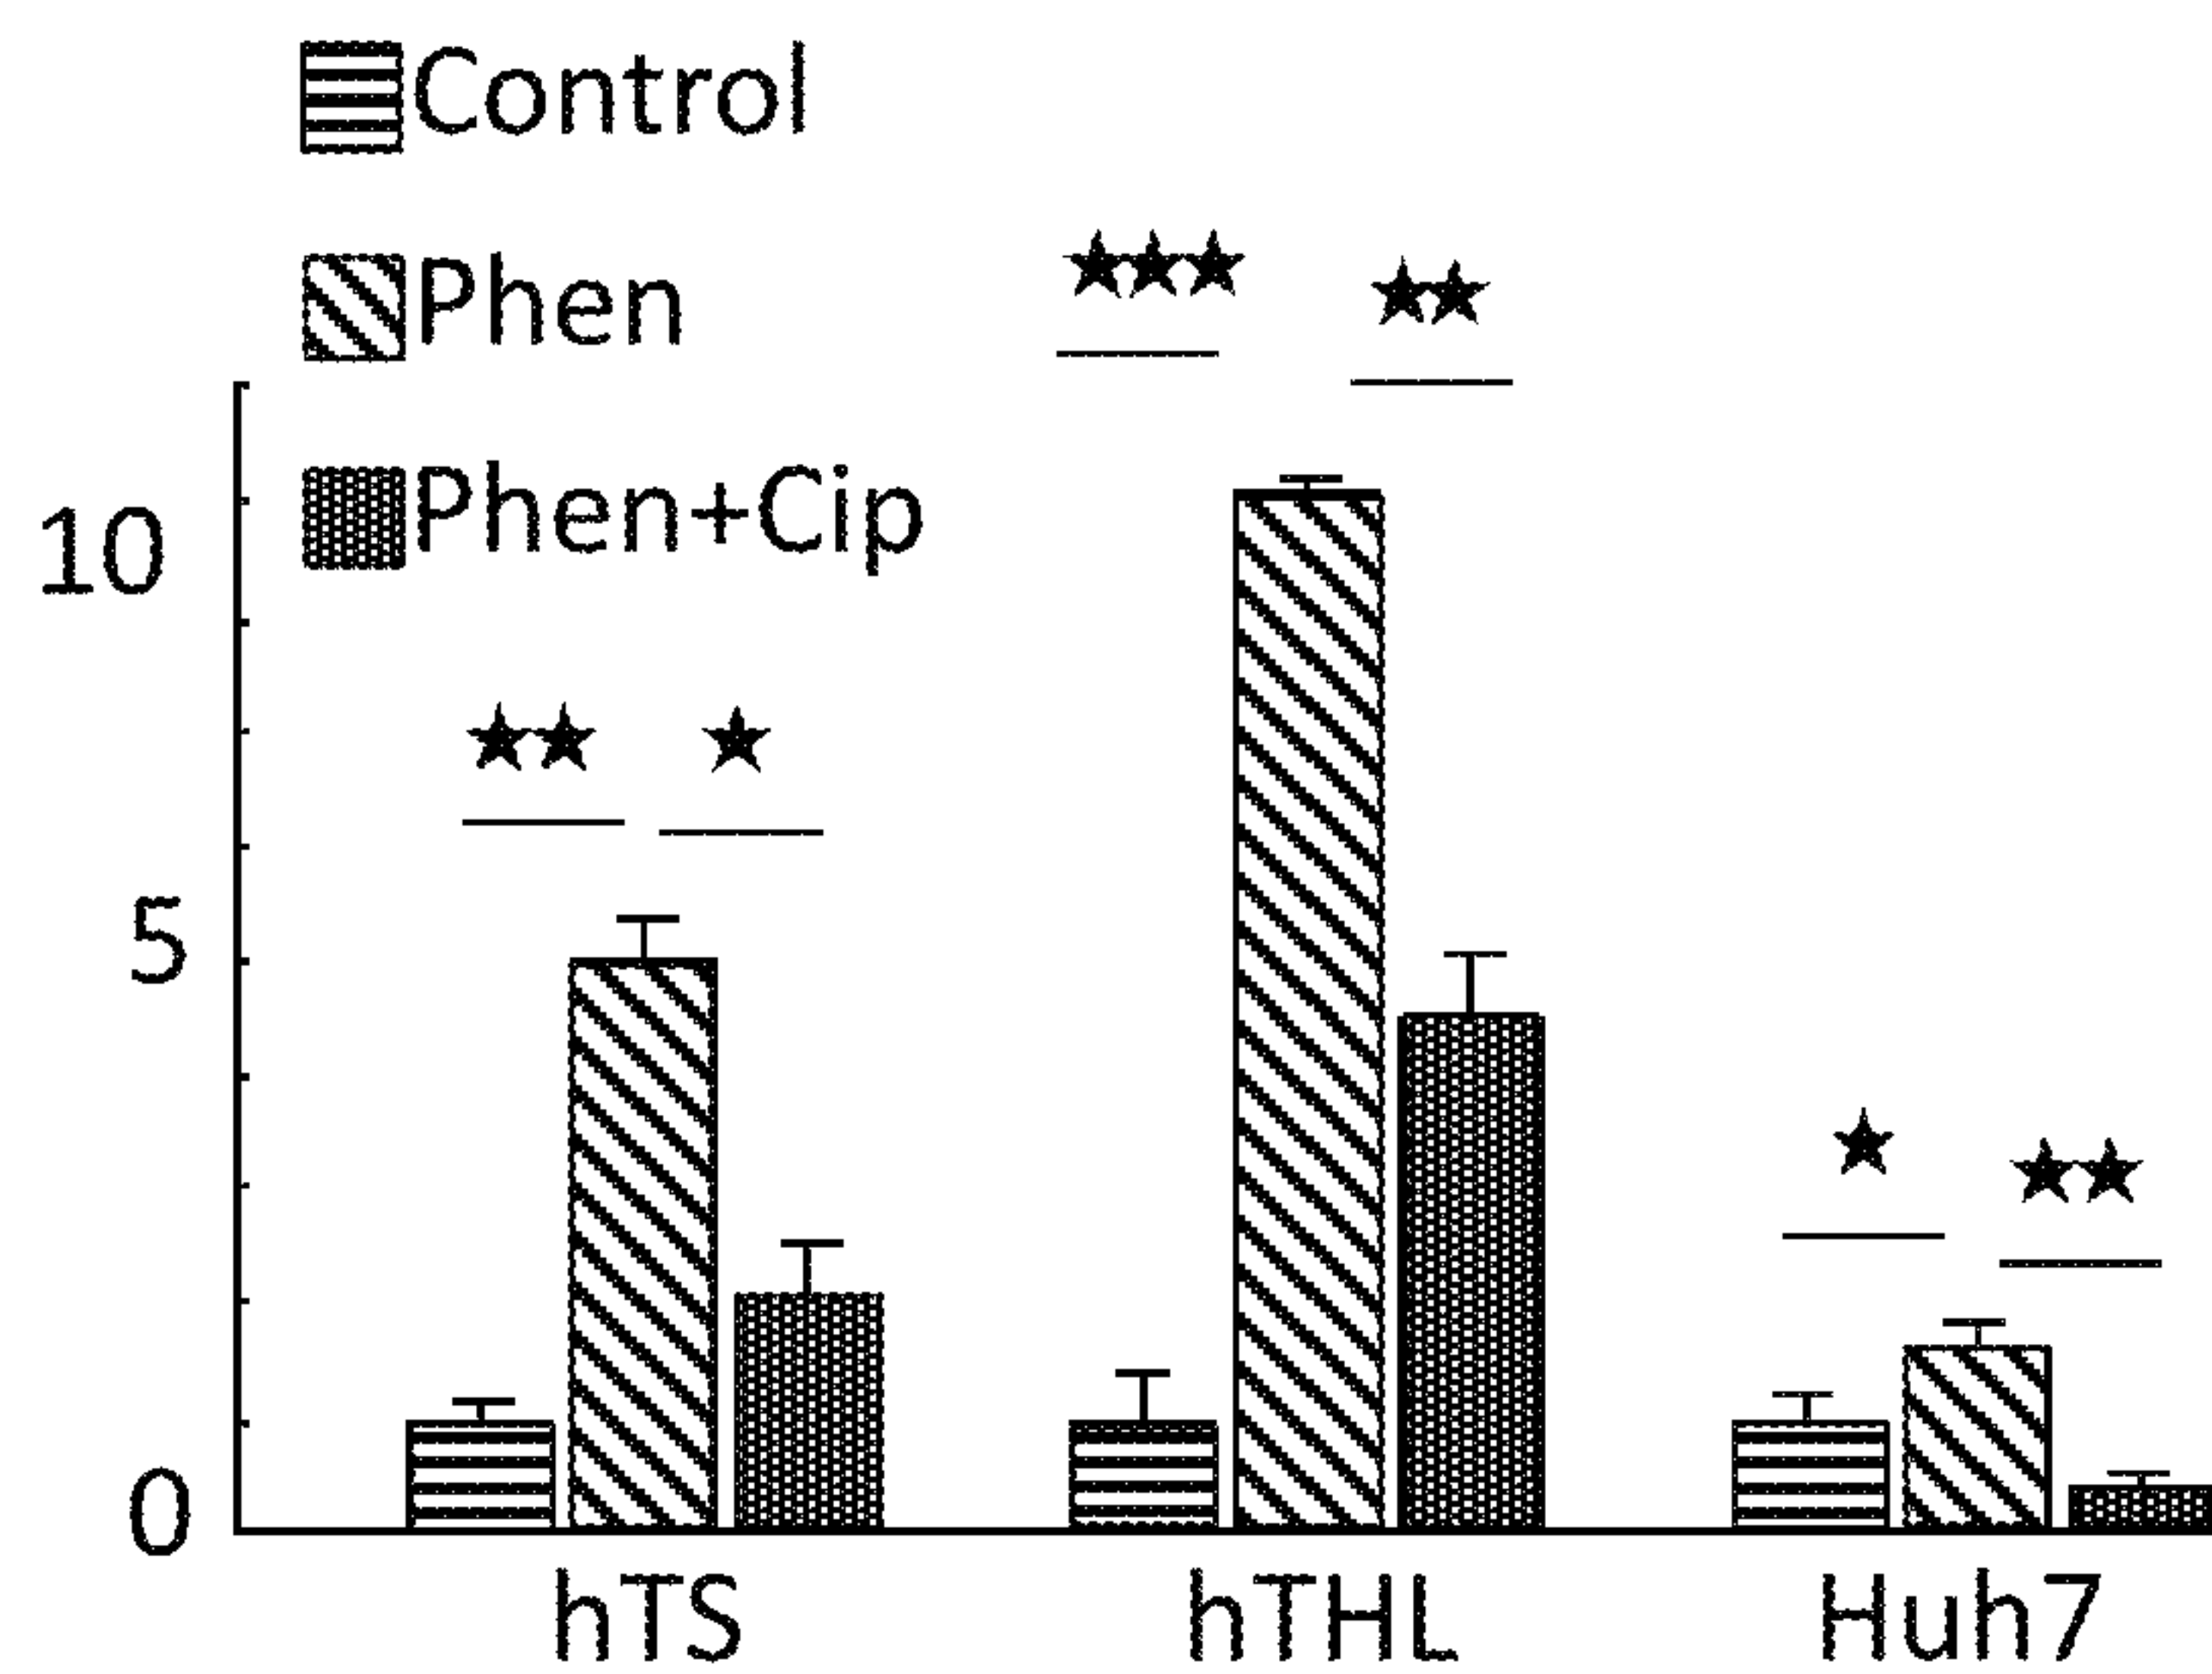 Control
Phen
Phen+Cip
★★★ ★★
10
★★ ★
5
★ ★★
0
hTS hTHL Huh7